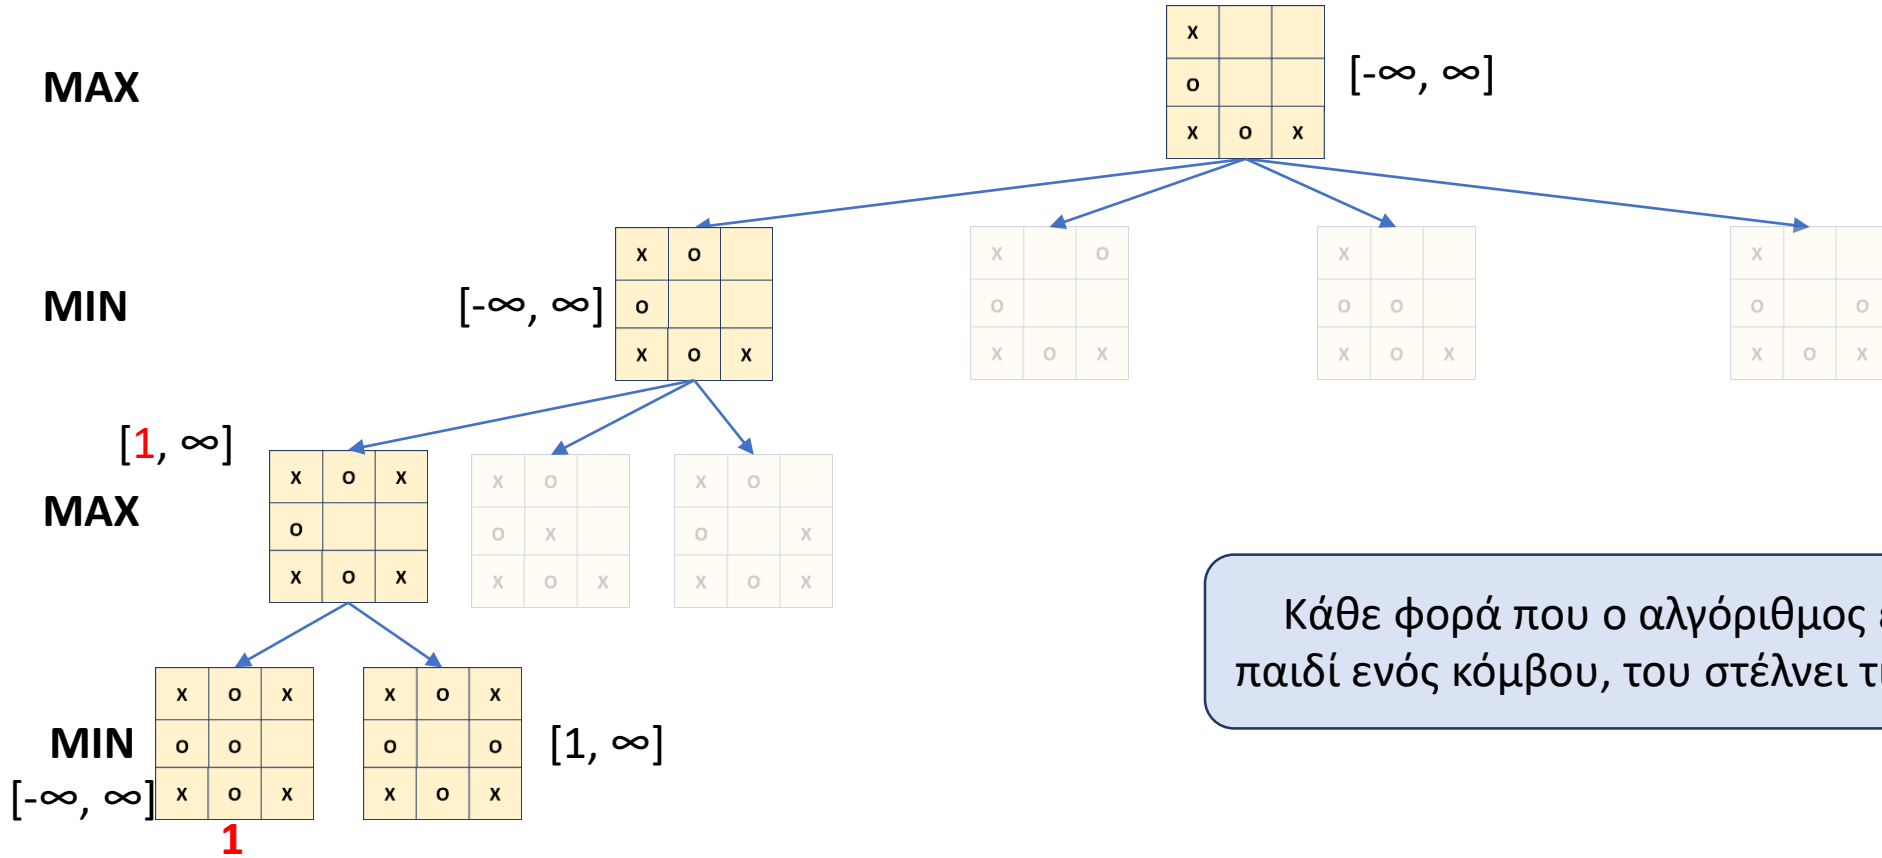 X
[-∞, ∞]
MAX
O
X O X
X O
X O
X
X
[-∞, ∞]
MIN
O
O
O O
O O
X O X
X O X
X O X
X O X
[1, ∞]
X O X
X O
X O
MAX
O
O X
O X
X O X
X O X
X O X
Κάθε φορά που ο αλγόριθμος
παιδί ενός κόμβου, του στέλνει
X O X
X O X
MIN
O O
O O
[1, ∞]
[-∞, ∞]
X O X
X O X
1